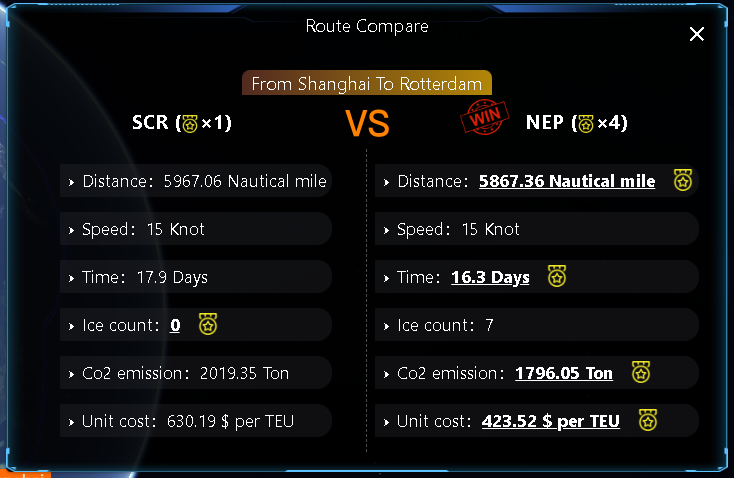 Route Compare
From Shanghai To Rotterdam
SCR (×1)
VS
WIN
NEP (×4)
Distance: 5967.06 Nautical mile
Distance: 5867.36 Nautical mile
Speed: 15 Knot
Speed: 15 Knot
Time: 17.9 Days
Time: 16.3 Days
Ice count: 0
Ice count: 7
Co2 emission: 2019.35 Ton
Co2 emission: 1796.05 Ton
Unit cost: 630.19 $ per TEU
Unit cost: 423.52 $ per TEU